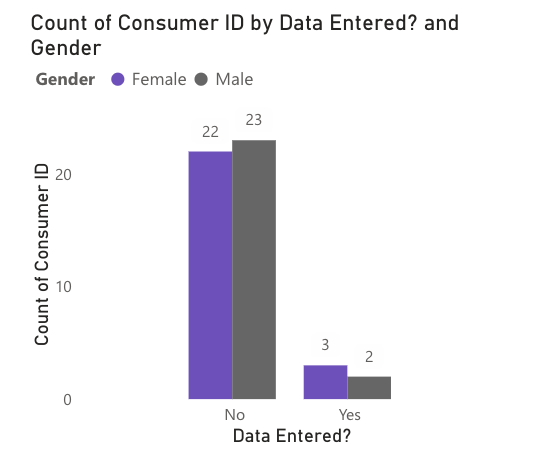 Count of Consumer ID by Data Entered? and
Gender
Gender Female Male
Count of Consumer ID
20
10
0
22
23
3
2
No Yes
Data Entered?